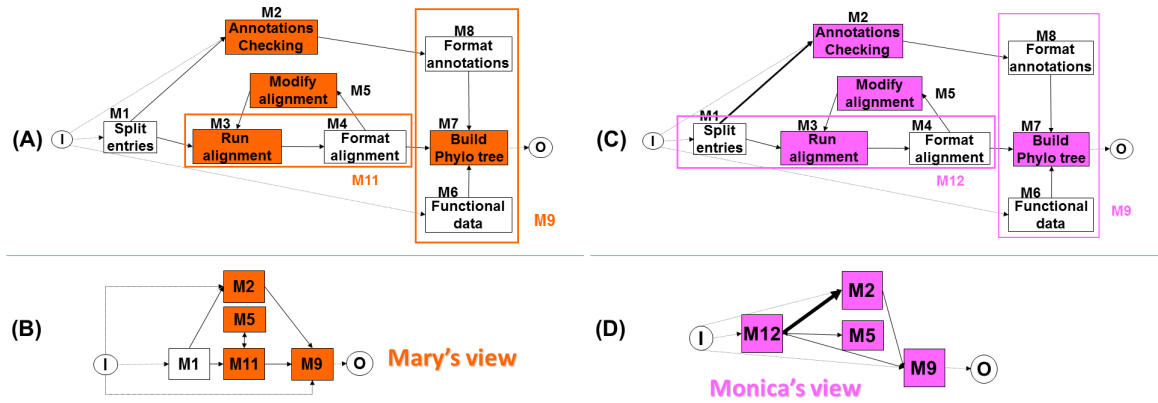 M2
Annotations
Checking
M8
Format
annotations
Modify
alignment
M5
M1
Split
entries
M3
Run
alignment
M4
Format
alignment
M7
Build
Phylo tree
(A)
I
O
M11
M6
Functional
data
M9
M2
Annotations
Checking
M8
Format
annotations
Modify
alignment
M5
M1
Split
entries
M3
Run
alignment
M4
Format
alignment
M7
Build
Phylo tree
(C)
I
O
M12
M6
Functional
data
M9
(B)
M2
M5
I
M1
M11
M9
O
Mary's view
(D)
M2
I
M12
M5
M9
O
Monica's view